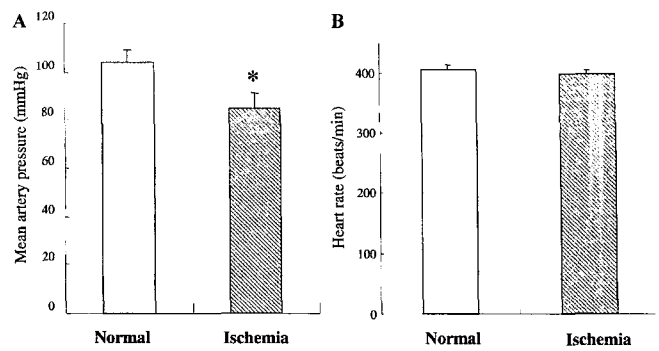 A
Mean artery pressure (mmHg)
120
100
80
60
40
20
0
*
Normal
Ischemia
B
Heart rate (beats/min)
400
300
200
100
0
Normal
Ischemia